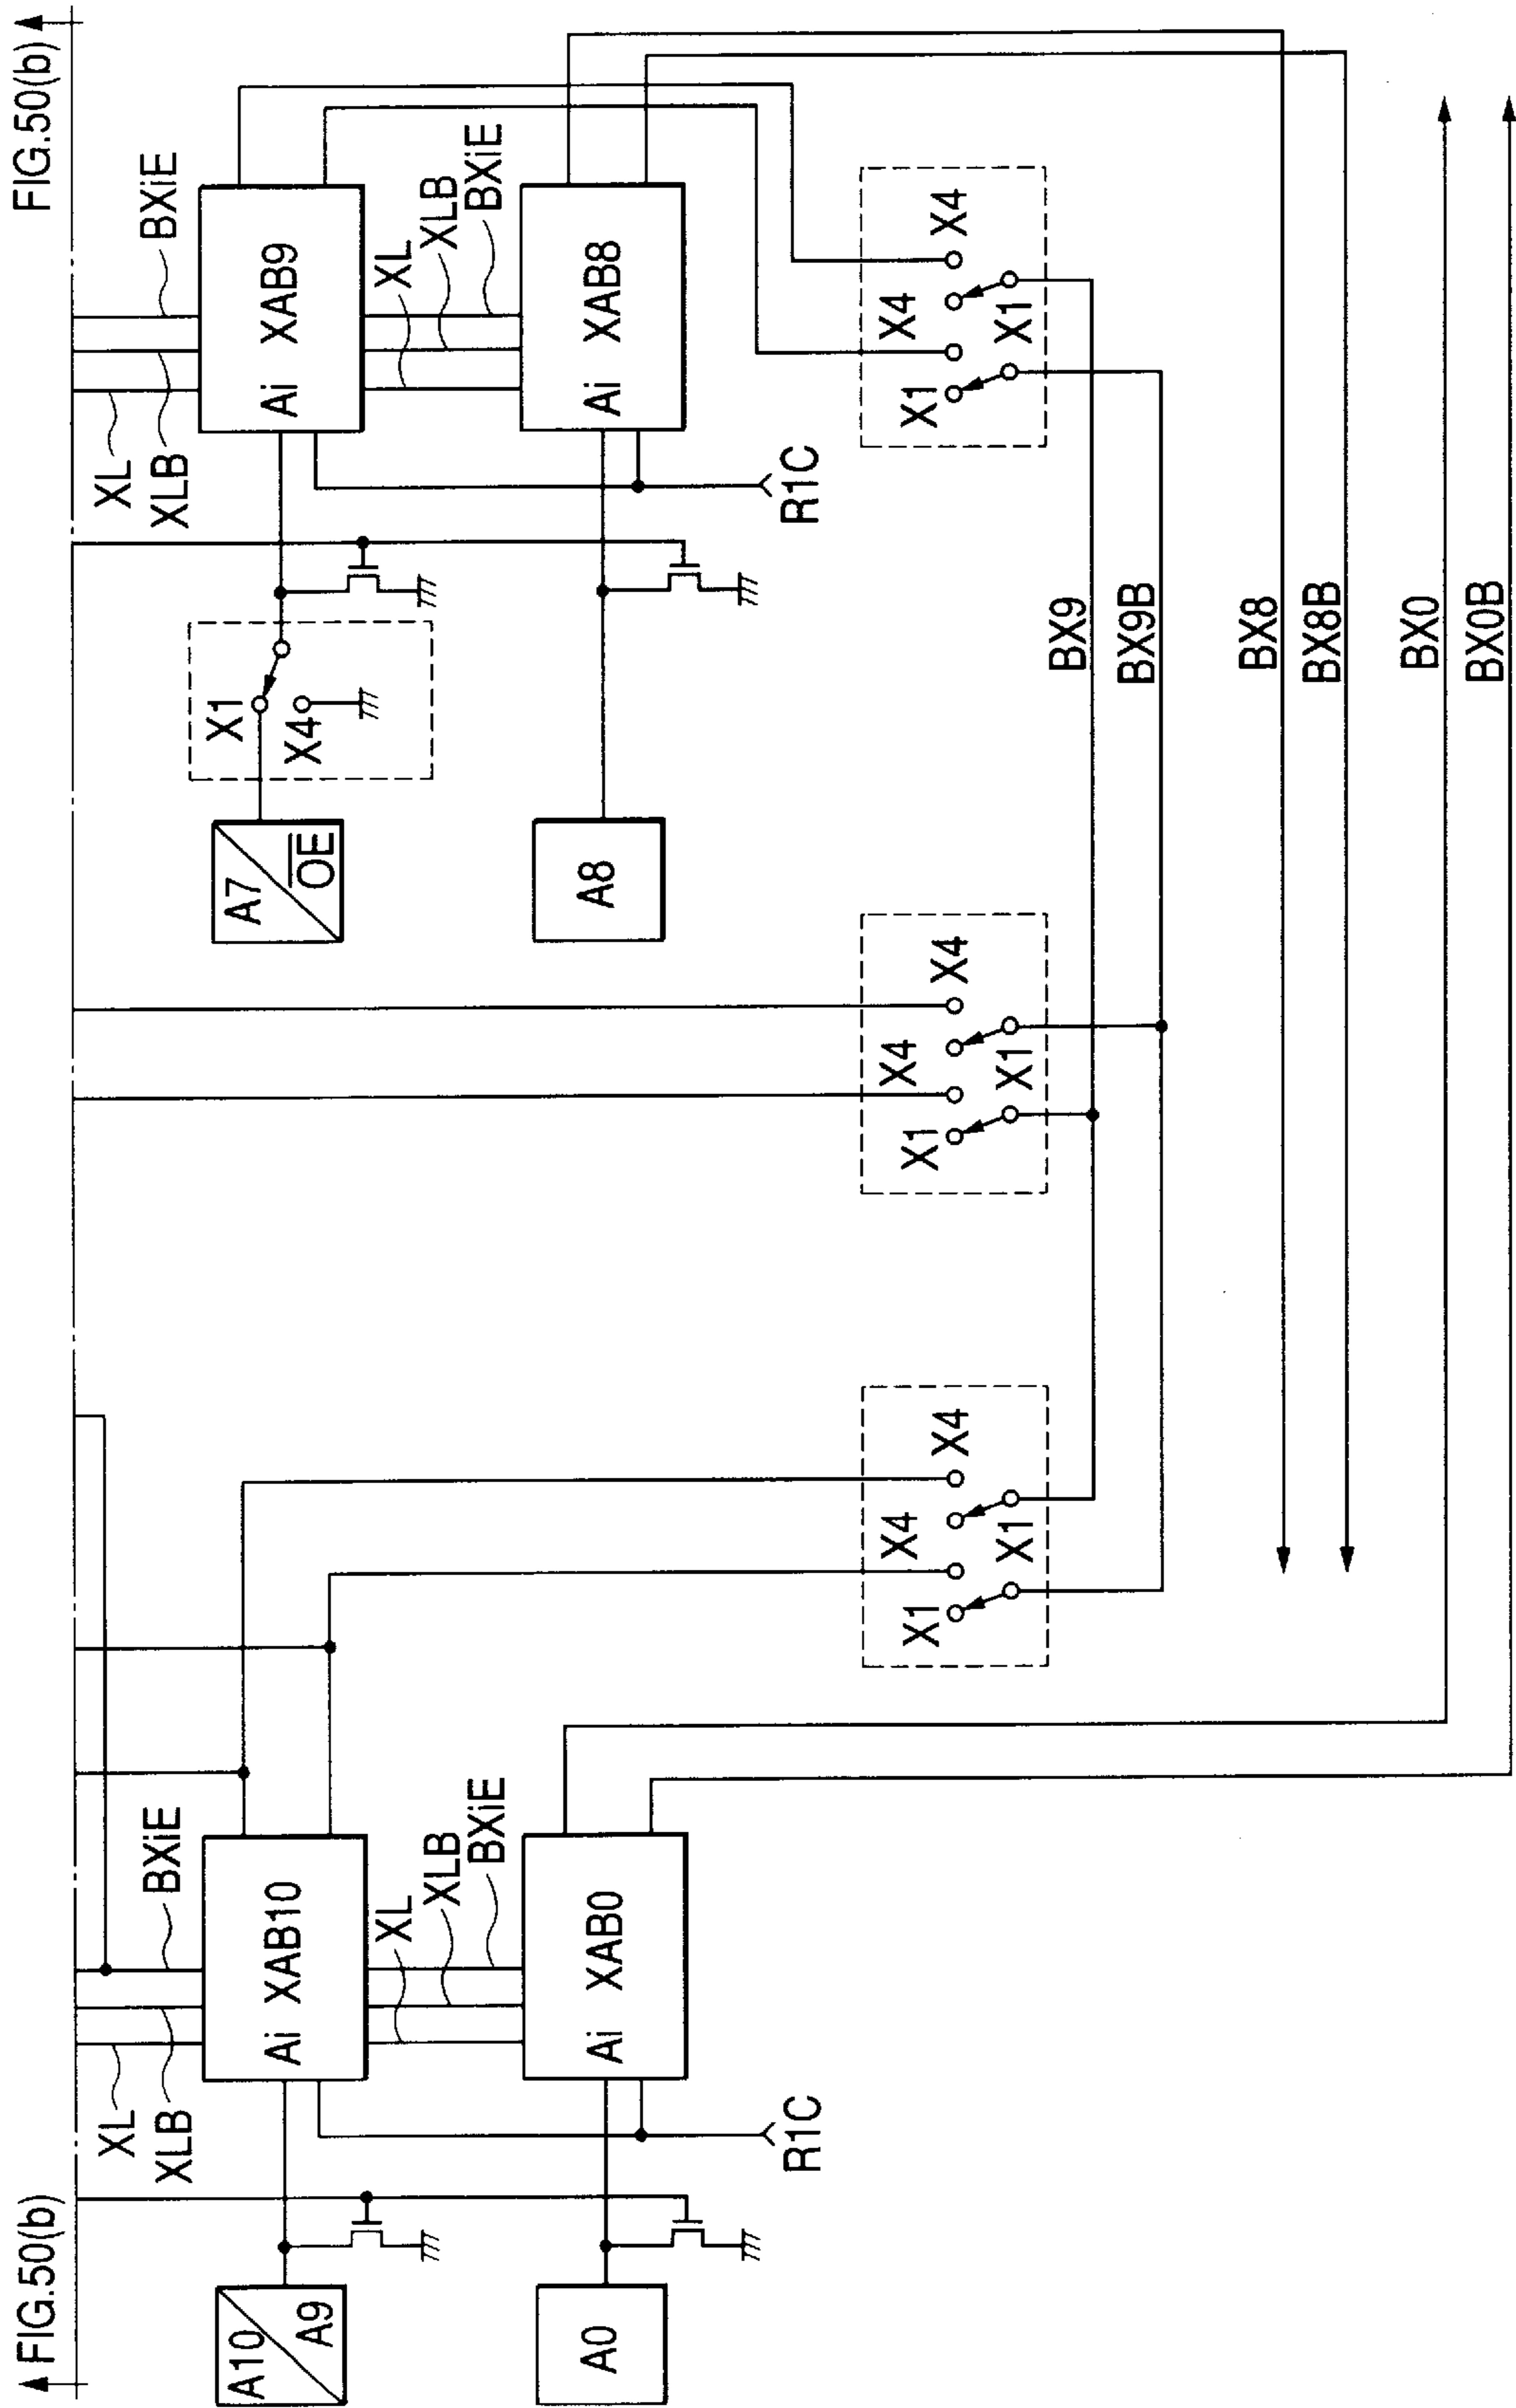 FIG.50(b)
FIG.50(b)
XL
XLB
BXiE
A10
A9
Ai XAB10
XL
XLB
BXiE
A0
Ai XAB0
R1C
XL
XLB
BXiE
A7
OE
X1
X4
Ai XAB9
XL
XLB
BXiE
A8
Ai XAB8
R1C
X1
X4
X1
X4
X1
X4
X1
X4
X1
X4
X1
X4
BX9
BX9B
BX8
BX8B
BX0
BX0B